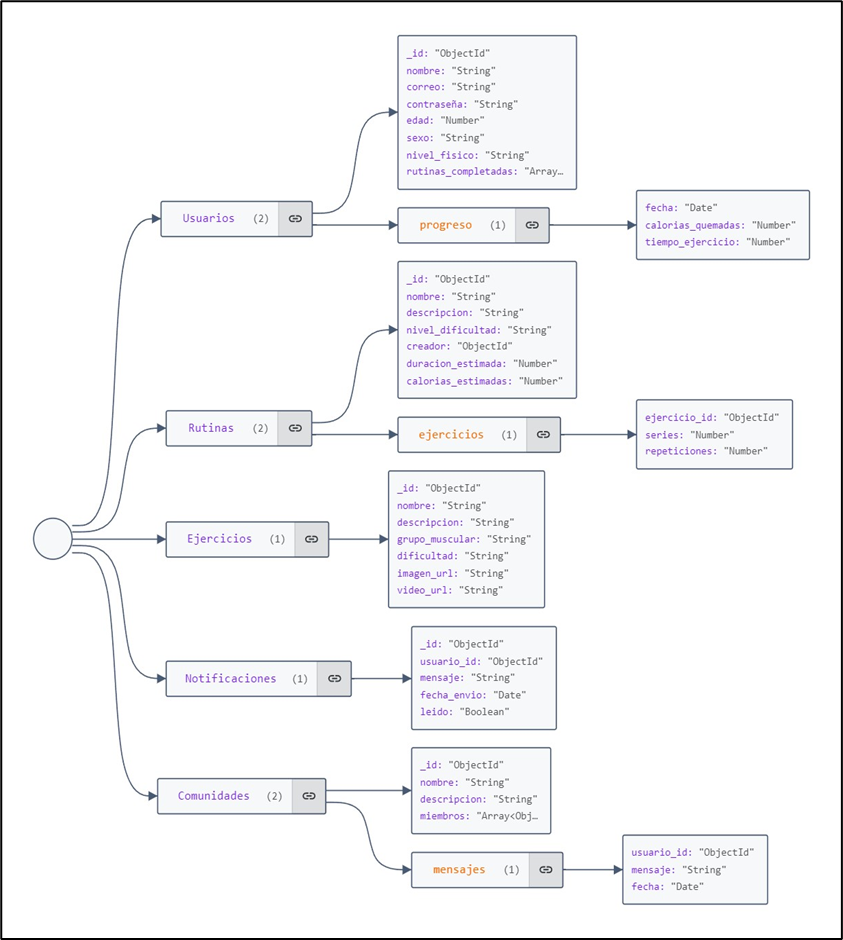 _id: "ObjectId"
nombre: "String"
correo: "String"
contraseña: "String"
edad: "Number"
sexo: "String"
nivel_fisico: "String"
rutinas_completadas: "Array…
Usuarios (2)
progreso (1)
fecha: "Date"
calorias_quemadas: "Number"
tiempo_ejercicio: "Number"
_id: "ObjectId"
nombre: "String"
descripcion: "String"
nivel_dificultad: "String"
creador: "ObjectId"
duracion_estimada: "Number"
calorias_estimadas: "Number"
Rutinas (2)
ejercicios (1)
ejercicio_id: "ObjectId"
series: "Number"
repeticiones: "Number"
Ejercicios (1)
_id: "ObjectId"
nombre: "String"
descripcion: "String"
grupo_muscular: "String"
dificultad: "String"
imagen_url: "String"
video_url: "String"
Notificaciones (1)
_id: "ObjectId"
usuario_id: "ObjectId"
mensaje: "String"
fecha_envio: "Date"
leido: "Boolean"
Comunidades (2)
_id: "ObjectId"
nombre: "String"
descripcion: "String"
miembros: "Array<Obj…
mensajes (1)
usuario_id: "ObjectId"
mensaje: "String"
fecha: "Date"